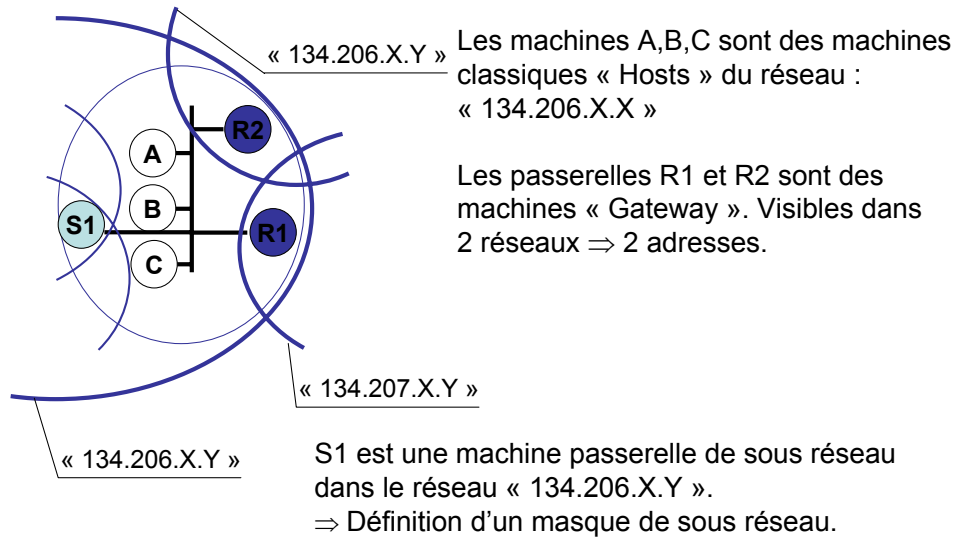 « 134.206.X.Y »
Les machines A,B,C sont des machines
classiques « Hosts » du réseau :
« 134.206.X.X »
R2
A
B
S1
R1
C
Les passerelles R1 et R2 sont des
machines « Gateway ». Visibles dans
2 réseaux ⇒ 2 adresses.
« 134.207.X.Y »
« 134.206.X.Y »
S1 est une machine passerelle de sous réseau
dans le réseau « 134.206.X.Y ».
⇒ Définition d’un masque de sous réseau.